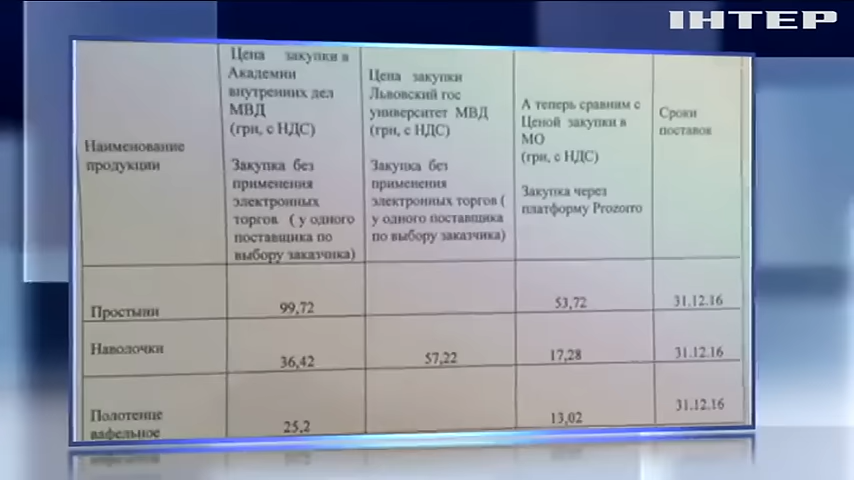 ІНТЕР
Наименование
продукции
Цена закупки в
Академии
внутренних дел
МВД
(грн, с НДС)
Закупка без
применения
электронных
торгов ( у одного
поставщика по
выбору заказчика)
Цена закупки
Львовский гос
университет МВД
(грн, с НДС)
Закупка без
применения
электронных торгов (
у одного поставщика
по выбору заказчика)
А теперь сравним с
Ценой закупки в
МО
(грн, с НДС)
Закупка через
платформу Prozorro
Сроки
поставок
Простыни 99,72 53,72 31.12.16
Наволочки 36,42 57,22 17,28 31.12.16
Полотенце
вафельное 25,2 13,02 31.12.16